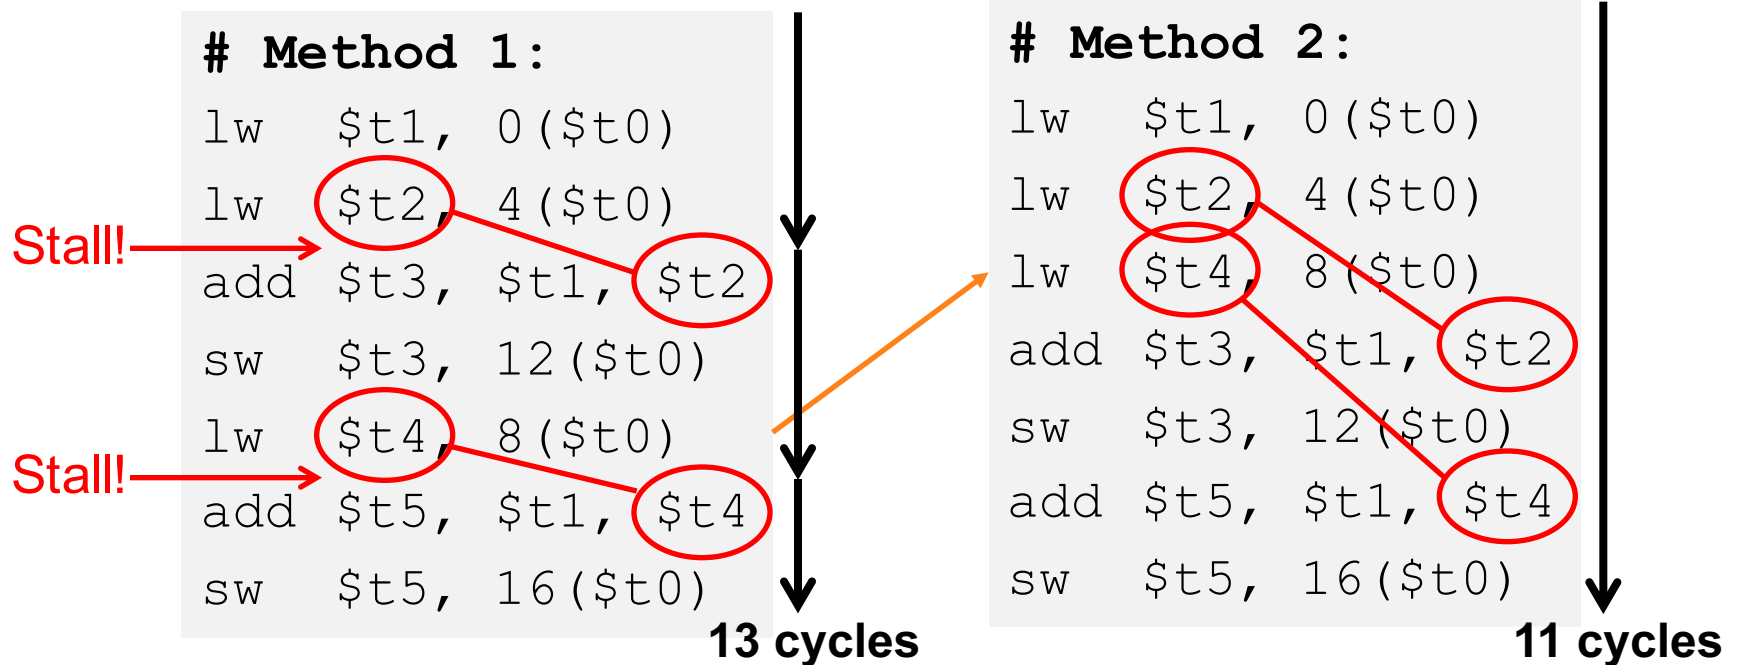 # Method 1:
lw $t1, 0($t0)
lw $t2, 4($t0)
Stall!
add $t3, $t1, $t2
sw $t3, 12($t0)
lw $t4, 8($t0)
Stall!
add $t5, $t1, $t4
sw $t5, 16($t0)
13 cycles
# Method 2:
lw $t1, 0($t0)
lw $t2, 4($t0)
lw $t4, 8($t0)
add $t3, $t1, $t2
sw $t3, 12($t0)
add $t5, $t1, $t4
sw $t5, 16($t0)
11 cycles